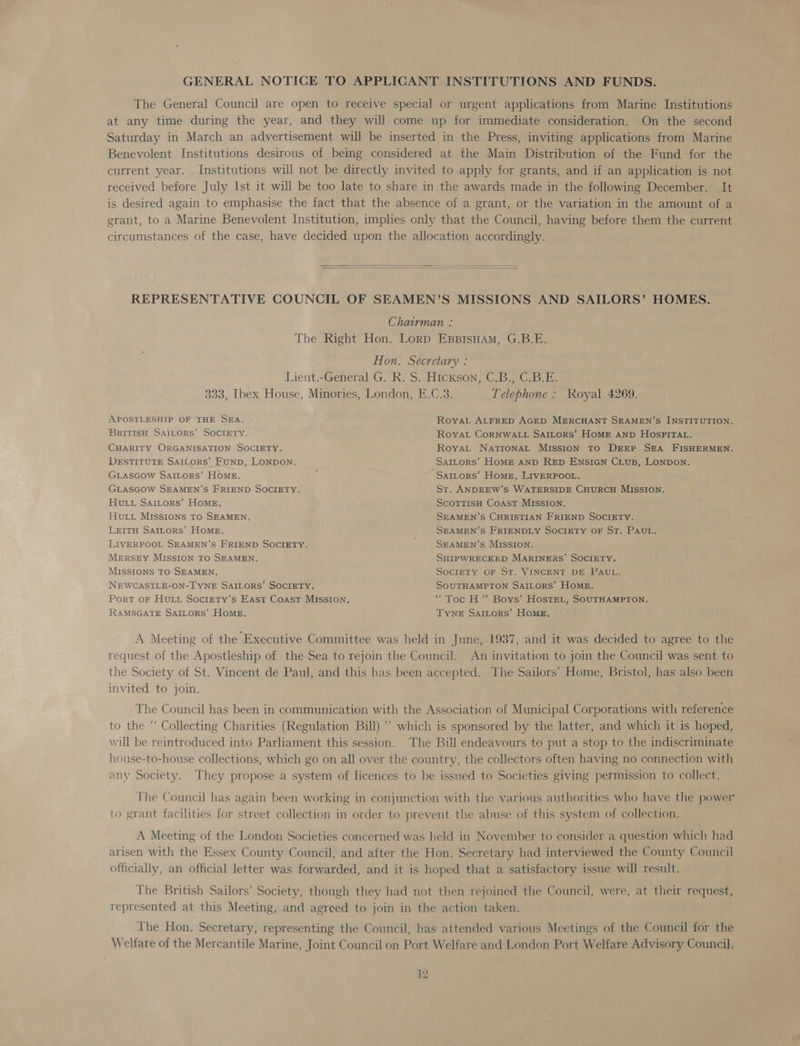 GENERAL NOTICE TO APPLICANT INSTITUTIONS AND FUNDS.
The General Council are open to receive special or urgent applications from Marine Institutions
at any time during the year, and they will come up for immediate consideration. On the second
Saturday in March an advertisement will be inserted in the Press, inviting applications from Marine
Benevolent Institutions desirous of being considered at the Main Distribution of the Fund for the
current year. Institutions will not be directly invited to apply for grants, and if an application is not
received before July 1st it will be too late to share in the awards made in the following December. It
is desired again to emphasise the fact that the absence of a grant, or the variation in the amount of a
grant, to a Marine Benevolent Institution, implies only that the Council, having before them the current
circumstances of the case, have decided upon the allocation accordingly.
REPRESENTATIVE COUNCIL OF SEAMEN'S MISSIONS AND SAILORS' HOMES.
Chairman :
The Right Hon. LORD EBBISHAM, G.B.E.
Hon. Secretary :
Lieut.-General G. R. S. HICKSON, C.B., C.B.E.
333, Ibex House, Minories, London, E.C.3. Telephone : Royal 4269.
APOSTLESHIP OF THE SEA.
BRITISH SAILORS' SOCIETY.
CHARITY ORGANISATION SOCIETY.
DESTITUTE SAILORS' FUND, LONDON.
GLASGOW SAILORS' HOME.
GLASGOW SEAMEN'S FRIEND SOCIETY.
HULL SAILORS' HOME.
HULL MISSIONS TO SEAMEN.
LEITH SAILORS' HOME.
LIVERPOOL SEAMEN'S FRIEND SOCIETY.
MERSEY MISSION TO SEAMEN.
MISSIONS TO SEAMEN.
NEWCASTLE-ON-TYNE SAILORS' SOCIETY.
PORT OF HULL SOCIETY'S EAST COAST MISSION.
RAMSGATE SAILORS' HOME.
ROYAL ALFRED AGED MERCHANT SEAMEN'S INSTITUTION.
ROYAL CORNWALL SAILORS' HOME AND HOSPITAL.
ROYAL NATIONAL MISSION TO DEEP SEA FISHERMEN.
SAILORS' HOME AND RED ENSIGN CLUB, LONDON.
SAILORS' HOME, LIVERPOOL.
ST. ANDREW'S WATERSIDE CHURCH MISSION.
SCOTTISH COAST MISSION.
SEAMEN'S CHRISTIAN FRIEND SOCIETY.
SEAMEN'S FRIENDLY SOCIETY OF ST. PAUL.
SEAMEN'S MISSION.
SHIPWRECKED MARINERS' SOCIETY.
SOCIETY OF ST. VINCENT DE PAUL.
SOUTHAMPTON SAILORS' HOME.
"TOC H" BOYS' HOSTEL, SOUTHAMPTON.
TYNE SAILORS' HOME.
A Meeting of the Executive Committee was held in June, 1937, and it was decided to agree to the
request of the Apostleship of the Sea to rejoin the Council. An invitation to join the Council was sent to
the Society of St. Vincent de Paul, and this has been accepted. The Sailors' Home, Bristol, has also been
invited to join.
The Council has been in communication with the Association of Municipal Corporations with reference
to the "Collecting Charities (Regulation Bill)" which is sponsored by the latter, and which it is hoped,
will be reintroduced into Parliament this session. The Bill endeavours to put a stop to the indiscriminate
house-to-house collections, which go on all over the country, the collectors often having no connection with
any Society. They propose a system of licences to be issued to Societies giving permission to collect.
The Council has again been working in conjunction with the various authorities who have the power
to grant facilities for street collection in order to prevent the abuse of this system of collection.
A Meeting of the London Societies concerned was held in November to consider a question which had
arisen with the Essex County Council, and after the Hon. Secretary had interviewed the County Council
officially, an official letter was forwarded, and it is hoped that a satisfactory issue will result.
The British Sailors' Society, though they had not then rejoined the Council, were, at their request,
represented at this Meeting, and agreed to join in the action taken.
The Hon. Secretary, representing the Council, has attended various Meetings of the Council for the
Welfare of the Mercantile Marine, Joint Council on Port Welfare and London Port Welfare Advisory Council.
12